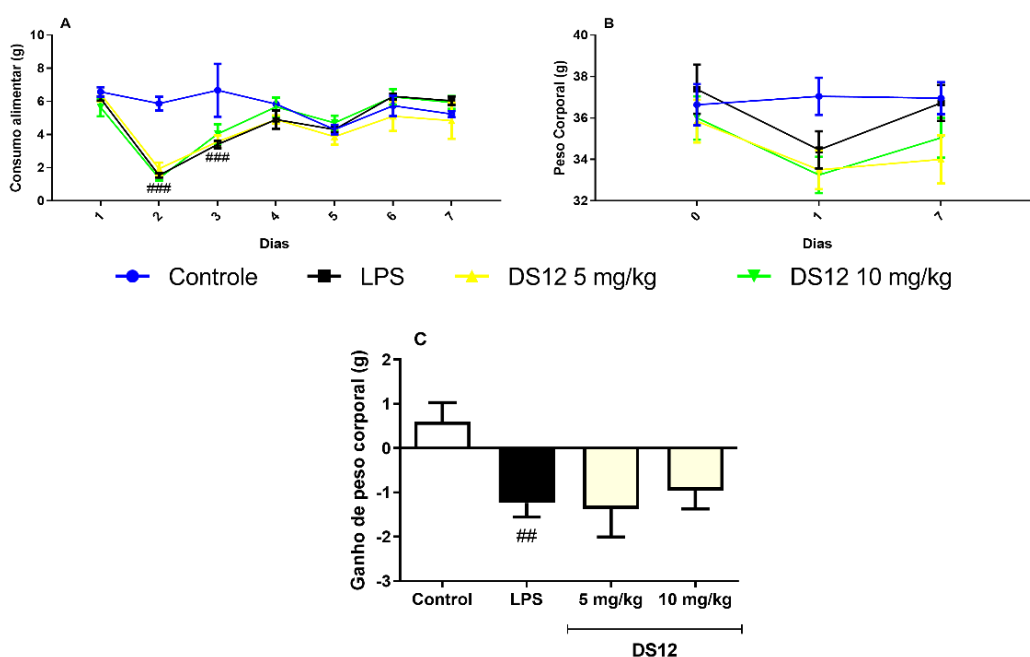 A
Consumo alimentar (g)
10
8
6
4
2
0
###
###
1 2 3 4 5 6 7
Dias
B
Peso Corporal (g)
40
38
36
34
32
0 1 7
Dias
Controle LPS DS12 5 mg/kg DS12 10 mg/kg
C
Ganho de peso corporal (g)
2
1
0
-1
-2
-3
##
Control LPS 5 mg/kg 10 mg/kg
DS12